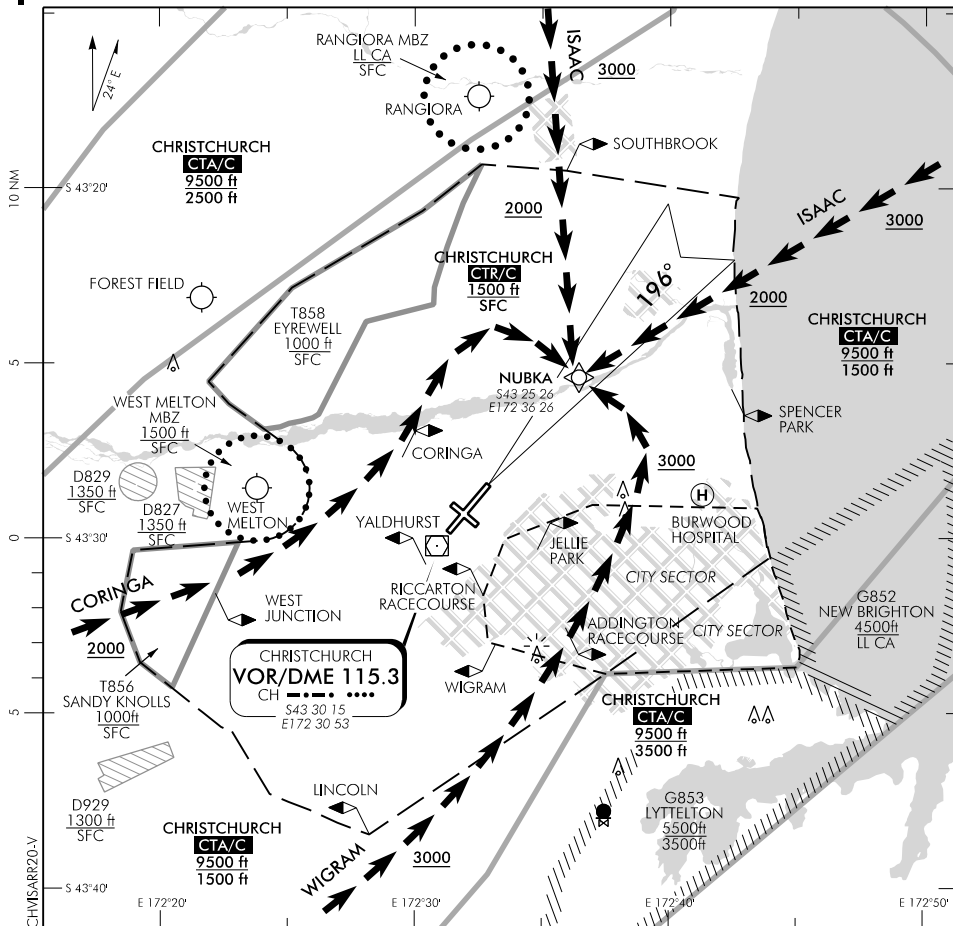 24° E
RANGIORA MBZ
LL CA
SFC
RANGIORA
ISAAC
3000
SOUTHBROOK
CHRISTCHURCH
CTA/C
9500 ft
2500 ft
10 NM
S 43°20'
2000
ISAAC
3000
CHRISTCHURCH
CTR/C
1500 ft
SFC
196°
2000
FOREST FIELD
T858
EYREWELL
1000 ft
SFC
CHRISTCHURCH
CTA/C
9500 ft
1500 ft
5
NUBKA
S43 25 26
E172 36 26
WEST MELTON
MBZ
1500 ft
SFC
SPENCER
PARK
CORINGA
3000
D829
1350 ft
SFC
D827
1350 ft
SFC
WEST
MELTON
H
YALDHURST
JELLIE
PARK
BURWOOD
HOSPITAL
0
S 43°30'
CITY SECTOR
RICCARTON
RACECOURSE
CORINGA
2000
WEST
JUNCTION
ADDINGTON
RACECOURSE
CITY SECTOR
G852
NEW BRIGHTON
4500ft
LL CA
CHRISTCHURCH
VOR/DME 115.3
CH
S43 30 15
E172 30 53
WIGRAM
T856
SANDY KNOLLS
1000ft
SFC
5
CHRISTCHURCH
CTA/C
9500 ft
3500 ft
D929
1300 ft
SFC
LINCOLN
G853
LYTTELTON
5500ft
3500ft
CHRISTCHURCH
CTA/C
9500 ft
1500 ft
WIGRAM
3000
S 43°40'
CHVISARR20-V
E 172°20'
E 172°30'
E 172°40'
E 172°50'